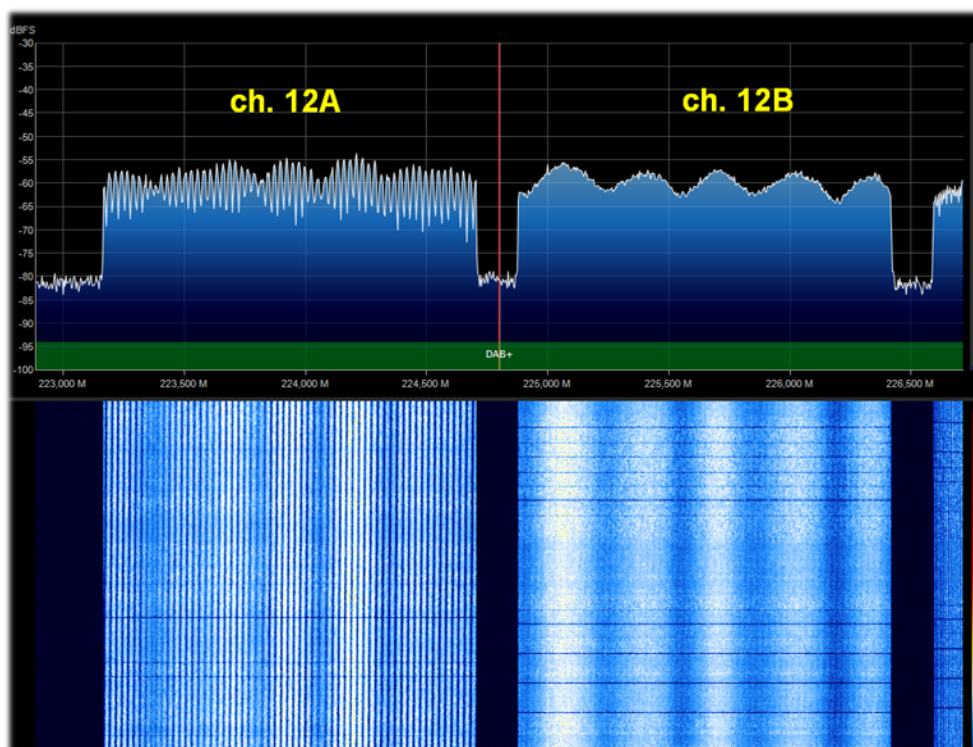 dBFS
-30
-35
-40
-45
-50
-55
-60
-65
-70
-75
-80
-85
-90
-95
-100
ch. 12A
ch. 12B
DAB+
223,000 M
223,500 M
224,000 M
224,500 M
225,000 M
225,500 M
226,000 M
226,500 M